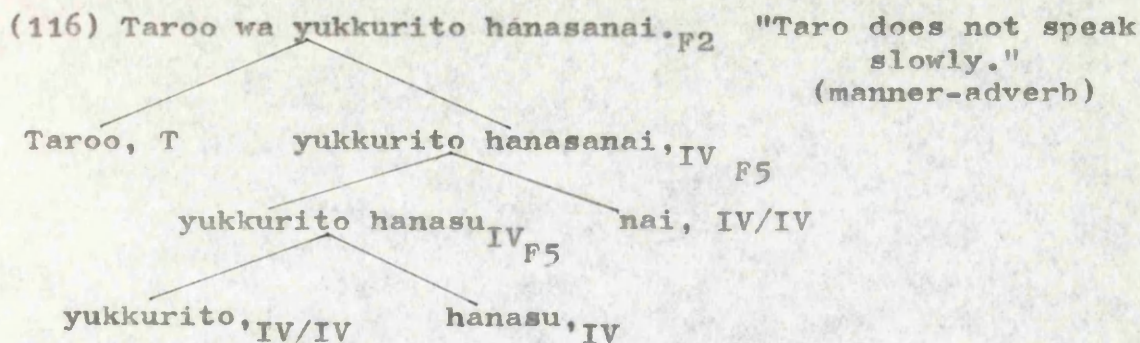 (116) Taroo wa yukkurito hanasanai.F2 "Taro does not speak
slowly."
(manner-adverb)
Taroo, T yukkurito hanasanai,IV F5
yukkurito hanasuIV F5 nai, IV/IV
yukkurito,IV/IV hanasu,IV